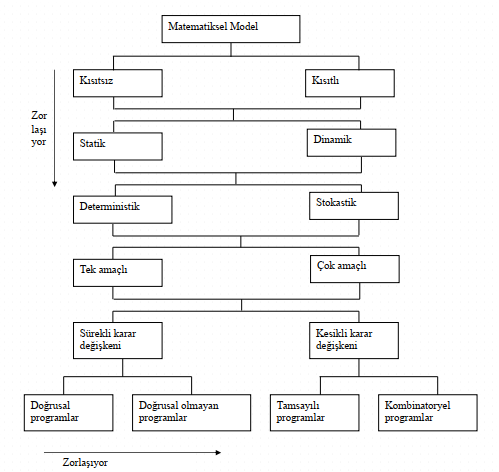 Matematiksel Model
Kısıtsız
Kısıtlı
Zor
laşı
yor
Statik
Dinamik
Deterministik
Stokastik
Tek amaçlı
Çok amaçlı
Sürekli karar
değişkeni
Kesikli karar
değişkeni
Doğrusal
programlar
Doğrusal olmayan
programlar
Tamsayılı
programlar
Kombinatoryel
programlar
Zorlaşıyor